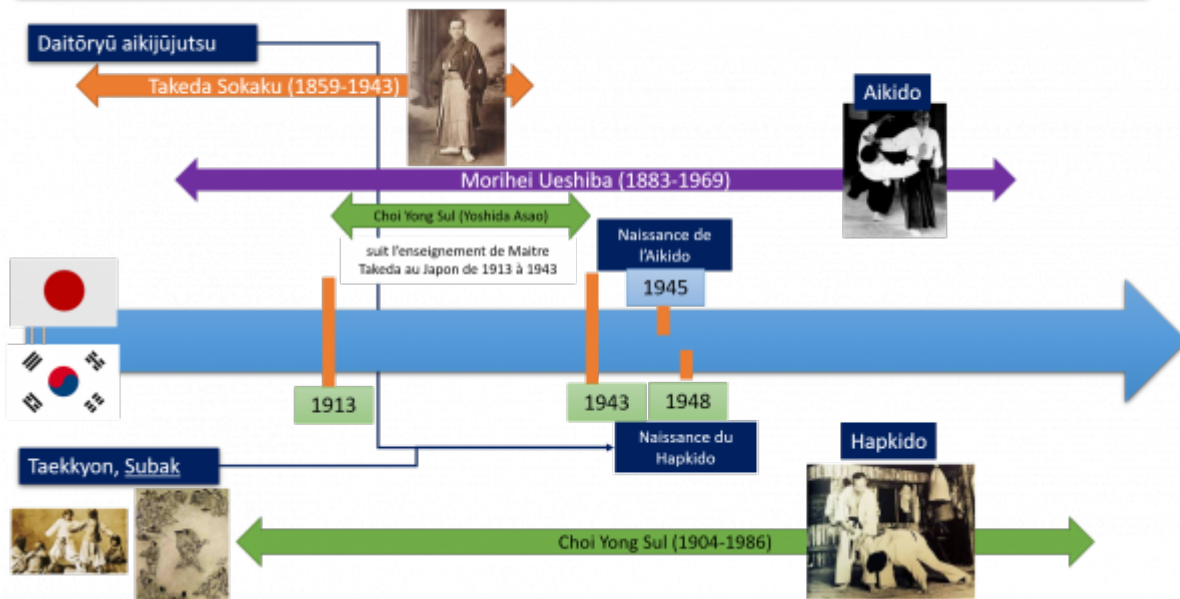 Daitōryū aikijūjutsu
Takeda Sokaku (1859-1943)
Aikido
Morihei Ueshiba (1883-1969)
Choi Yong Sul (Yoshida Asao)
suit l'enseignement de Maitre
Takeda au Japon de 1913 à 1943
Naissance de
l'Aikido
1945
1913
1943
1948
Naissance du
Hapkido
Taekkyon, Subak
Hapkido
Choi Yong Sul (1904-1986)